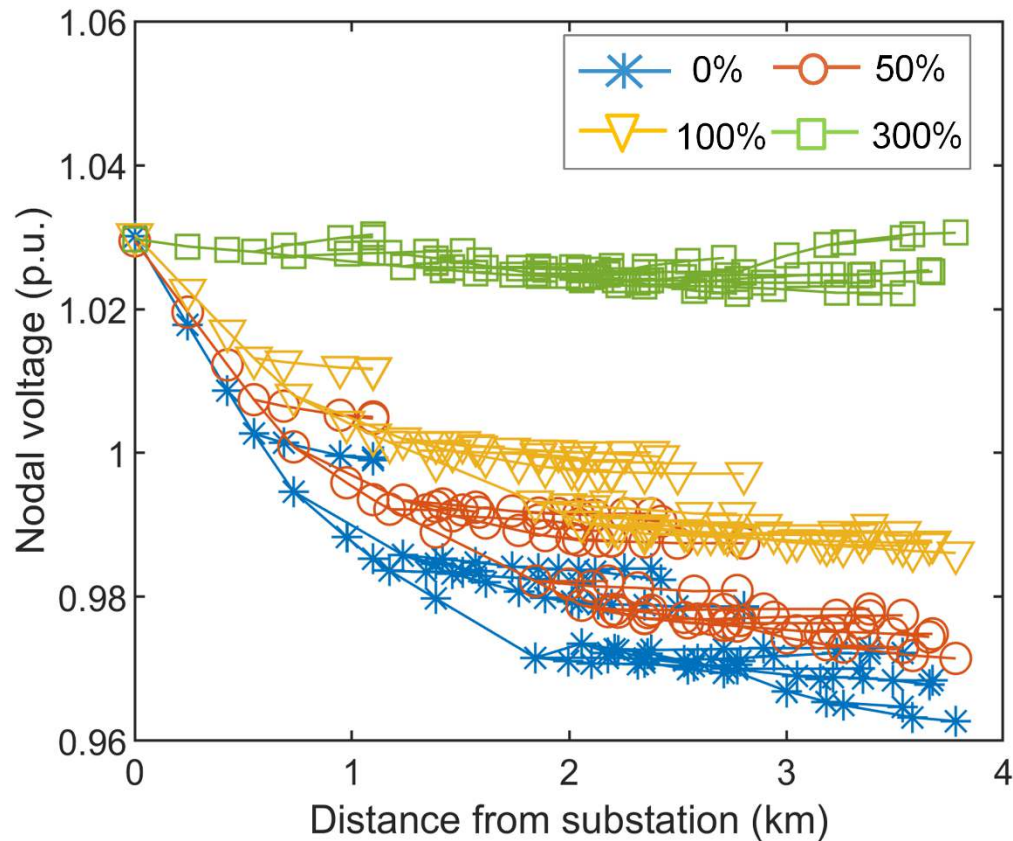 1.06
0% 50%
100% 300%
1.04
1.02
1
0.98
0.96
0 1 2 3 4
Nodal voltage (p.u.)
Distance from substation (km)